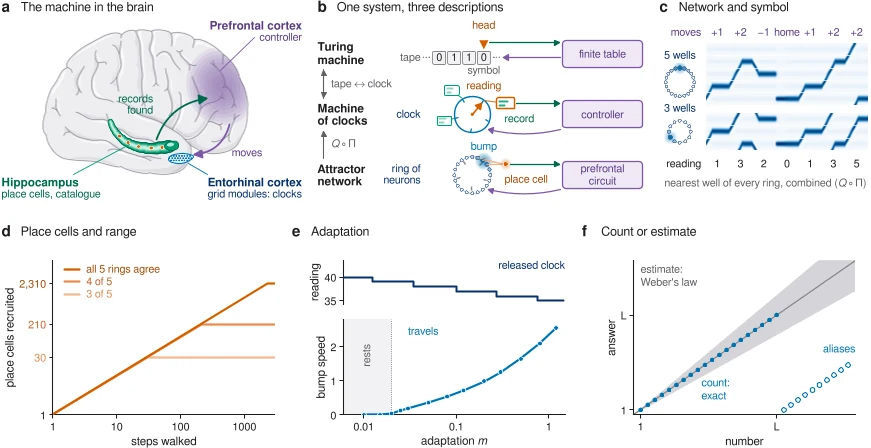 a The machine in the brain
Prefrontal cortex
controller
records
found
moves
Hippocampus
place cells, catalogue
Entorhinal cortex
grid modules: clocks
b One system, three descriptions
head
Turing
machine
tape
0 1 1 0
symbol
finite table
tape ↔ clock
reading
Machine
of clocks
clock
record
controller
Q ∘ Π
bump
Attractor
network
ring of
neurons
place cell
prefrontal
circuit
c Network and symbol
moves +1 +2 −1 home +1 +2 +2
5 wells
3 wells
reading 1 3 2 0 1 3 5
nearest well of every ring, combined (Q ∘ Π)
d Place cells and range
all 5 rings agree
4 of 5
3 of 5
2,310
210
30
1
place cells recruited
1 10 100 1000
steps walked
e Adaptation
released clock
reading
40
35
rests
travels
bump speed
2
1
0
0.01 0.1 1
adaptation m
f Count or estimate
estimate:
Weber's law
L
answer
aliases
count:
exact
1
1 L
number